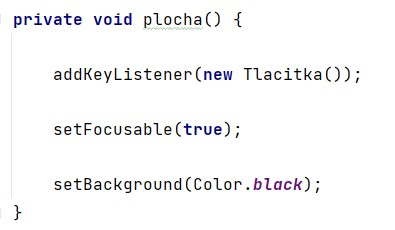 private void plocha() {
addKeyListener(new Tlacitka());
setFocusable(true);
setBackground(Color.black);
}